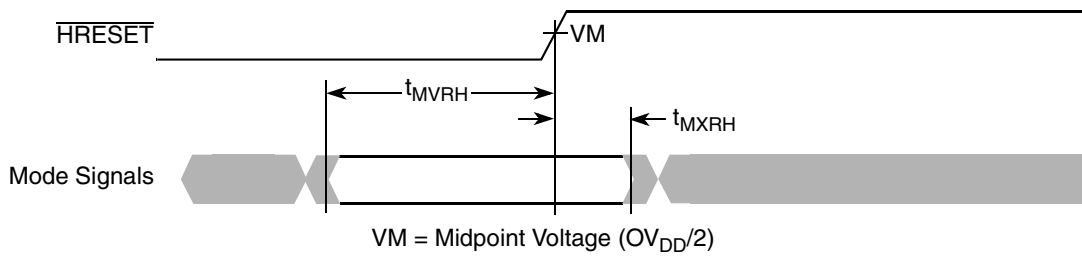 HRESET
VM
tMVRH
tMXRH
Mode Signals
VM = Midpoint Voltage (OVDD/2)